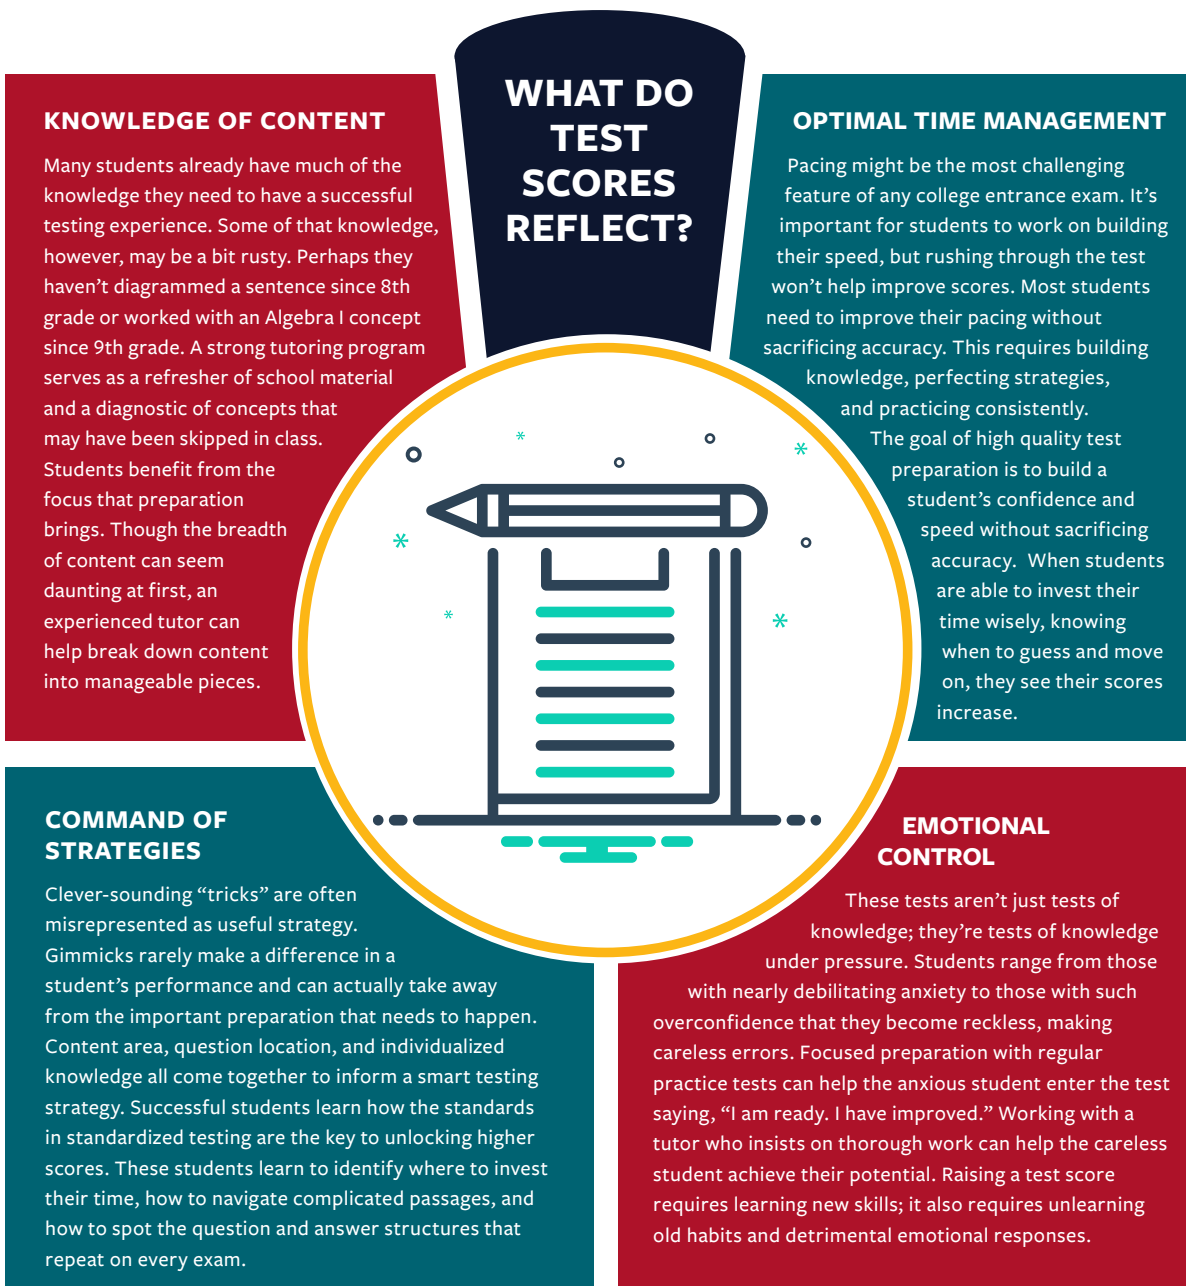 WHAT DO
TEST
SCORES
REFLECT?
KNOWLEDGE OF CONTENT
Many students already have much of the
knowledge they need to have a successful
testing experience. Some of that knowledge,
however, may be a bit rusty. Perhaps they
haven’t diagrammed a sentence since 8th
grade or worked with an Algebra I concept
since 9th grade. A strong tutoring program
serves as a refresher of school material
and a diagnostic of concepts that
may have been skipped in class.
Students benefit from the
focus that preparation
brings. Though the breadth
of content can seem
daunting at first, an
experienced tutor can
help break down content
into manageable pieces.
OPTIMAL TIME MANAGEMENT
Pacing might be the most challenging
feature of any college entrance exam. It’s
important for students to work on building
their speed, but rushing through the test
won’t help improve scores. Most students
need to improve their pacing without
sacrificing accuracy. This requires building
knowledge, perfecting strategies,
and practicing consistently.
The goal of high quality test
preparation is to build a
student’s confidence and
speed without sacrificing
accuracy.  When students
are able to invest their
time wisely, knowing
when to guess and move
on, they see their scores
increase.
COMMAND OF
STRATEGIES
Clever-sounding “tricks” are often
misrepresented as useful strategy.
Gimmicks rarely make a difference in a
student’s performance and can actually take away
from the important preparation that needs to happen.
Content area, question location, and individualized
knowledge all come together to inform a smart testing
strategy. Successful students learn how the standards
in standardized testing are the key to unlocking higher
scores. These students learn to identify where to invest
their time, how to navigate complicated passages, and
how to spot the question and answer structures that
repeat on every exam.
EMOTIONAL
CONTROL
These tests aren’t just tests of
knowledge; they’re tests of knowledge
under pressure. Students range from those
with nearly debilitating anxiety to those with such
overconfidence that they become reckless, making
careless errors. Focused preparation with regular
practice tests can help the anxious student enter the test
saying, “I am ready. I have improved.” Working with a
tutor who insists on thorough work can help the careless
student achieve their potential. Raising a test score
requires learning new skills; it also requires unlearning
old habits and detrimental emotional responses.